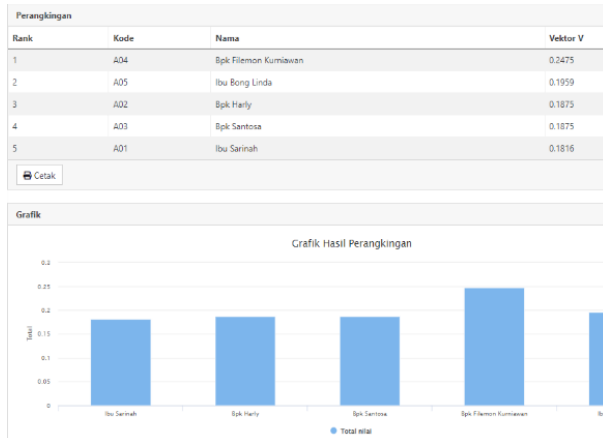 Perangkingan
Rank Kode Nama Vektor V
1 A04 Bpk Filemon Kurniawan 0.2475
2 A05 Ibu Bong Linda 0.1959
3 A02 Bpk Harly 0.1875
4 A03 Bpk Santosa 0.1875
5 A01 Ibu Sarinah 0.1816
Cetak
Grafik
Grafik Hasil Perangkingan
0.3
0.25
0.2
0.15
0.1
0.05
0
Total
Ibu Sarinah Bpk Harly Bpk Santosa Bpk Filemon Kurniawan
Total nilai